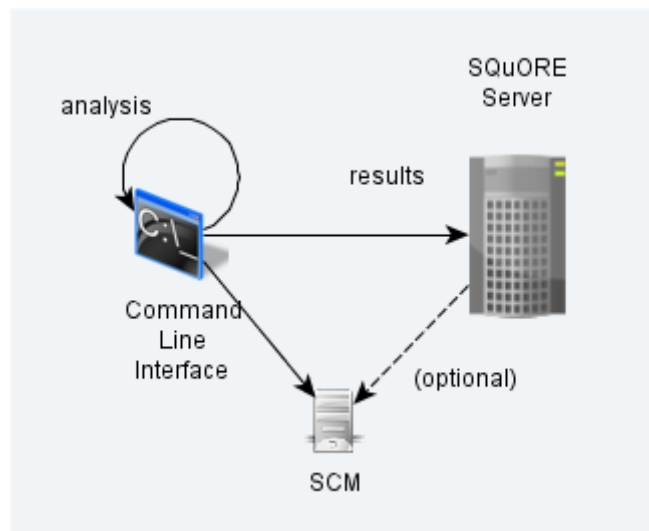 SQuORE
Server
analysis
results
C:\_
Command
Line
Interface
(optional)
SCM